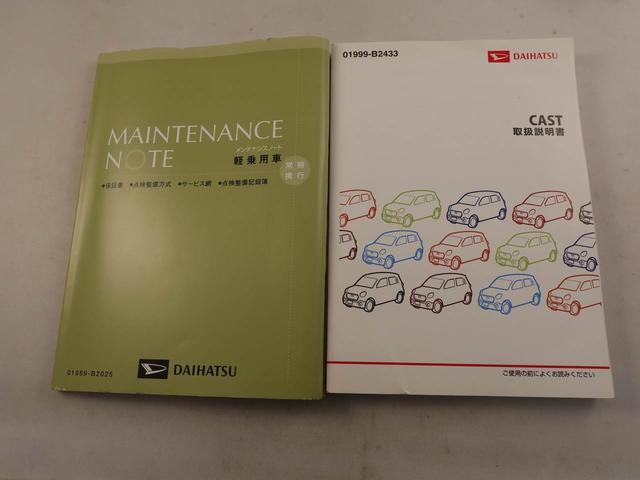 MAINTENANCE
NOTE
メンテナンスノート
軽乗用車
常時
携行
•保証書 •点検整備方式 •サービス網 •点検整備記録簿
01989-B2025
DAIHATSU
01999-B2433
DAIHATSU
CAST
取扱説明書
ご使用の前によくお読みください